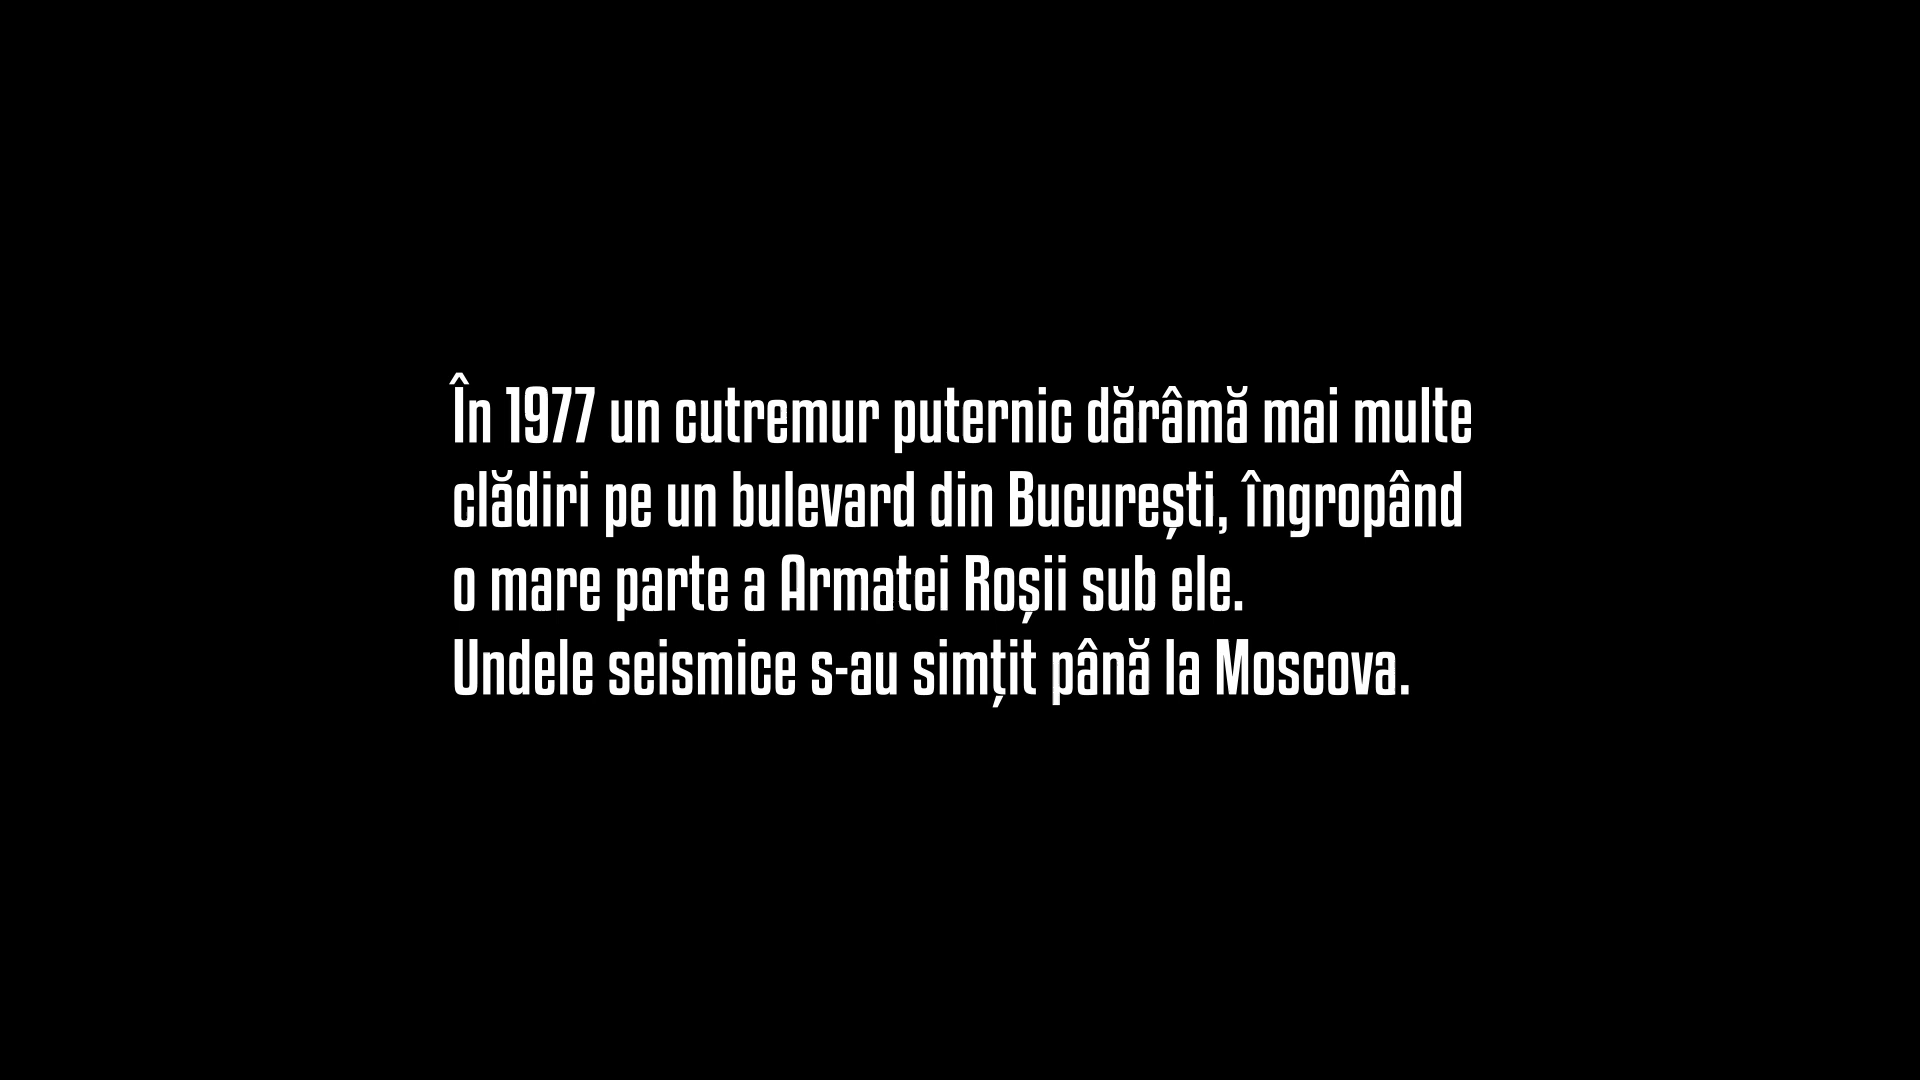 În 1977 un cutremur puternic dărâmă mai multe
clădiri pe un bulevard din București, îngropând
o mare parte a Armatei Roșii sub ele.
Undele seismice s-au simțit până la Moscova.